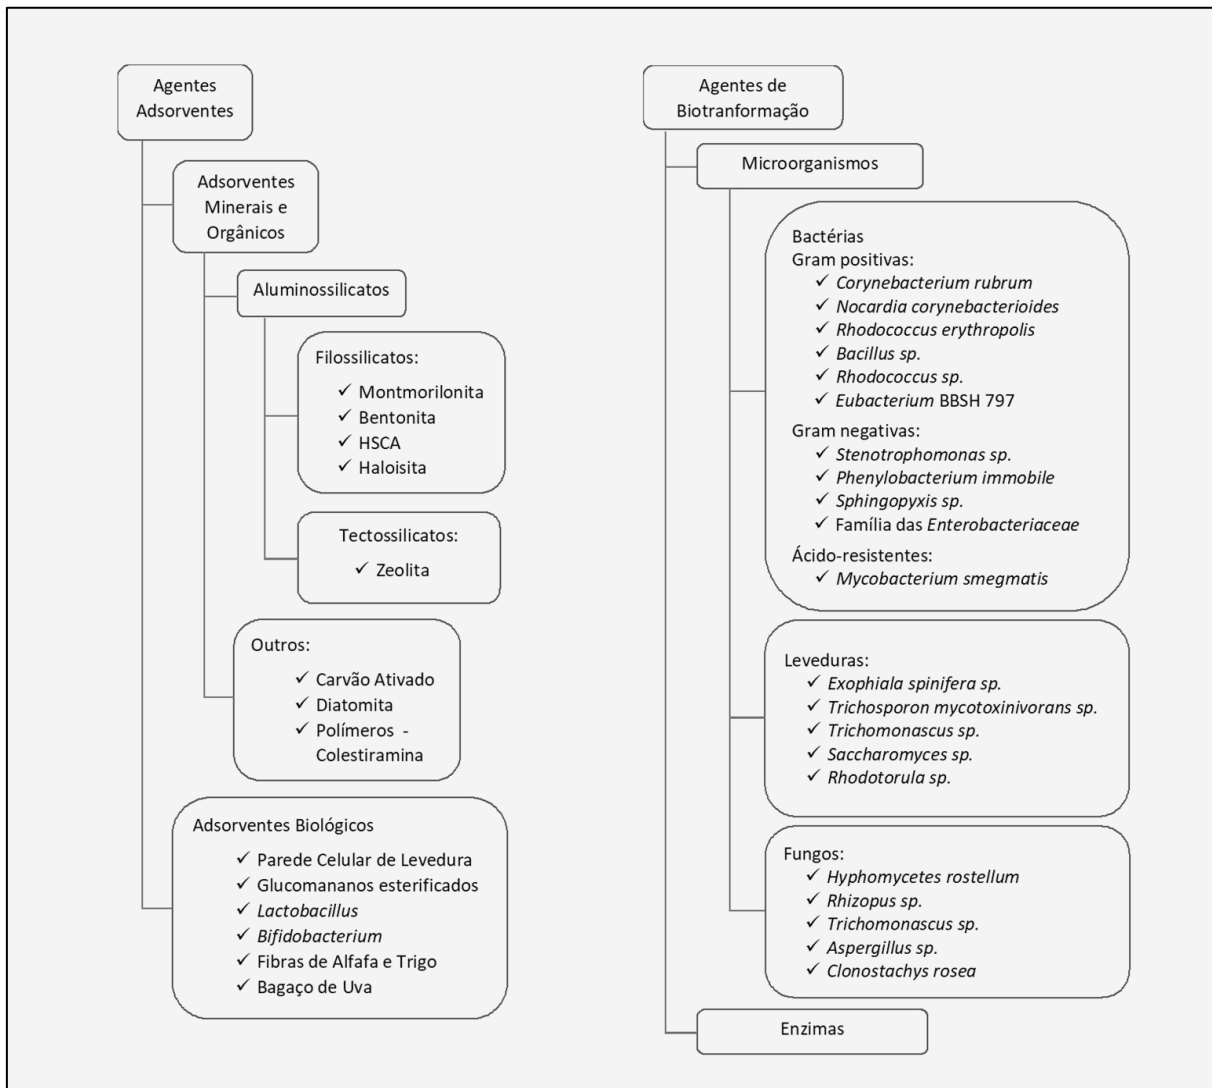 Agentes
Adsorventes
Adsorventes
Minerais e
Orgânicos
Aluminossilicatos
Filossilicatos:
✓ Montmorilonita
✓ Bentonita
✓ HSCA
✓ Haloisita
Tectossilicatos:
✓ Zeolita
Outros:
✓ Carvão Ativado
✓ Diatomita
✓ Polímeros -
Colestiramina
Adsorventes Biológicos
✓ Parede Celular de Levedura
✓ Glucomananos esterificados
✓ Lactobacillus
✓ Bifidobacterium
✓ Fibras de Alfafa e Trigo
✓ Bagaço de Uva
Agentes de
Biotranformação
Microorganismos
Bactérias
Gram positivas:
✓ Corynebacterium rubrum
✓ Nocardia corynebacterioides
✓ Rhodococcus erythropolis
✓ Bacillus sp.
✓ Rhodococcus sp.
✓ Eubacterium BBSH 797
Gram negativas:
✓ Stenotrophomonas sp.
✓ Phenylobacterium immobile
✓ Sphingopyxis sp.
✓ Família das Enterobacteriaceae
Ácido-resistentes:
✓ Mycobacterium smegmatis
Leveduras:
✓ Exophiala spinifera sp.
✓ Trichosporon mycotoxinivorans sp.
✓ Trichomonascus sp.
✓ Saccharomyces sp.
✓ Rhodotorula sp.
Fungos:
✓ Hyphomycetes rostellum
✓ Rhizopus sp.
✓ Trichomonascus sp.
✓ Aspergillus sp.
✓ Clonostachys rosea
Enzimas